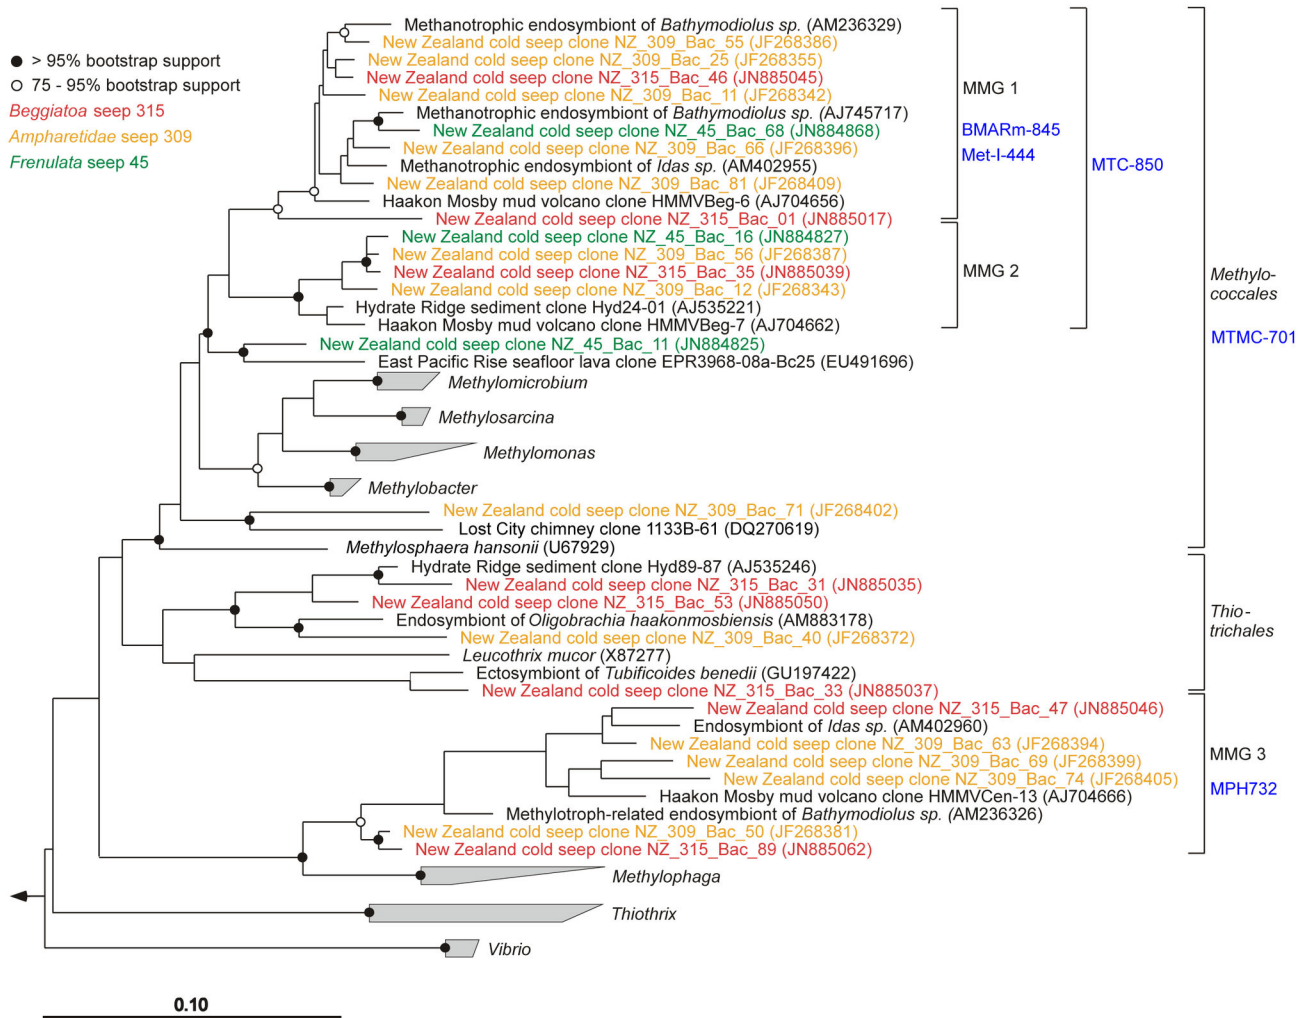 > 95% bootstrap support
75 - 95% bootstrap support
Beggiatoa seep 315
Ampharetidae seep 309
Frenulata seep 45
Methanotrophic endosymbiont of Bathymodiolus sp. (AM236329)
New Zealand cold seep clone NZ_309_Bac_55 (JF268386)
New Zealand cold seep clone NZ_309_Bac_25 (JF268355)
New Zealand cold seep clone NZ_315_Bac_46 (JN885045)
New Zealand cold seep clone NZ_309_Bac_11 (JF268342)
Methanotrophic endosymbiont of Bathymodiolus sp. (AJ745717)
New Zealand cold seep clone NZ_45_Bac_68 (JN884868)
New Zealand cold seep clone NZ_309_Bac_66 (JF268396)
Methanotrophic endosymbiont of Idas sp. (AM402955)
New Zealand cold seep clone NZ_309_Bac_81 (JF268409)
Haakon Mosby mud volcano clone HMMVBeg-6 (AJ704656)
New Zealand cold seep clone NZ_315_Bac_01 (JN885017)
New Zealand cold seep clone NZ_45_Bac_16 (JN884827)
New Zealand cold seep clone NZ_309_Bac_56 (JF268387)
New Zealand cold seep clone NZ_315_Bac_35 (JN885039)
New Zealand cold seep clone NZ_309_Bac_12 (JF268343)
Hydrate Ridge sediment clone Hyd24-01 (AJ535221)
Haakon Mosby mud volcano clone HMMVBeg-7 (AJ704662)
New Zealand cold seep clone NZ_45_Bac_11 (JN884825)
East Pacific Rise seafloor lava clone EPR3968-08a-Bc25 (EU491696)
Methylomicrobium
Methylosarcina
Methylomonas
Methylobacter
New Zealand cold seep clone NZ_309_Bac_71 (JF268402)
Lost City chimney clone 1133B-61 (DQ270619)
Methylosphaera hansonii (U67929)
Hydrate Ridge sediment clone Hyd89-87 (AJ535246)
New Zealand cold seep clone NZ_315_Bac_31 (JN885035)
New Zealand cold seep clone NZ_315_Bac_53 (JN885050)
Endosymbiont of Oligobrachia haakonmosbiensis (AM883178)
New Zealand cold seep clone NZ_309_Bac_40 (JF268372)
Leucothrix mucor (X87277)
Ectosymbiont of Tubificoides benedii (GU197422)
New Zealand cold seep clone NZ_315_Bac_33 (JN885037)
New Zealand cold seep clone NZ_315_Bac_47 (JN885046)
Endosymbiont of Idas sp. (AM402960)
New Zealand cold seep clone NZ_309_Bac_63 (JF268394)
New Zealand cold seep clone NZ_309_Bac_69 (JF268399)
New Zealand cold seep clone NZ_309_Bac_74 (JF268405)
Haakon Mosby mud volcano clone HMMVCen-13 (AJ704666)
Methylotroph-related endosymbiont of Bathymodiolus sp. (AM236326)
New Zealand cold seep clone NZ_309_Bac_50 (JF268381)
New Zealand cold seep clone NZ_315_Bac_89 (JN885062)
Methylophaga
Thiothrix
Vibrio
MMG 1
BMARm-845
Met-I-444
MMG 2
MTC-850
Methylo-
coccales
MTMC-701
Thio-
trichales
MMG 3
MPH732
0.10